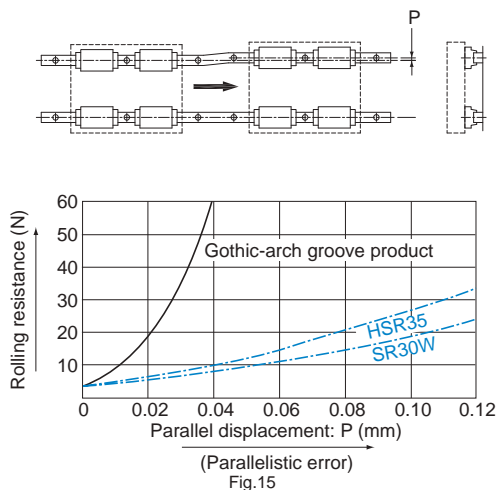 P
Rolling resistance (N)
60
50
40
30
20
10
Gothic-arch groove product
HSR35
SR30W
0
0.02
0.04
0.06
0.08
0.10
0.12
Parallel displacement: P (mm)
(Parallelistic error)
Fig.15